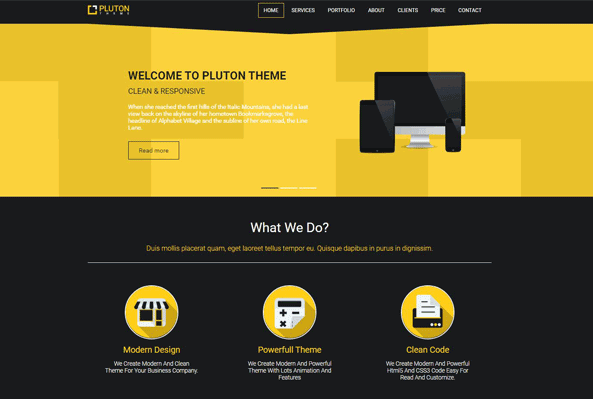 PLUTON
THEME
HOME
SERVICES
PORTFOLIO
ABOUT
CLIENTS
PRICE
CONTACT
WELCOME TO PLUTON THEME
CLEAN & RESPONSIVE
When she reached the first hills of the Italic Mountains, she had a last
view back on the skyline of her hometown Bookmarksgrove, the
headline of Alphabet Village and the subline of her own road, the Line
Lane.
Read more
What We Do?
Duis mollis placerat quam, eget laoreet tellus tempor eu. Quisque dapibus in purus in dignissim.
Modern Design
We Create Modern And Clean
Theme For Your Business Company.
Powerfull Theme
We Create Modern And Powerful
Theme With Lots Animation And
Features
Clean Code
We Create Modern And Powerful
Html5 And CSS3 Code Easy For
Read And Customize.